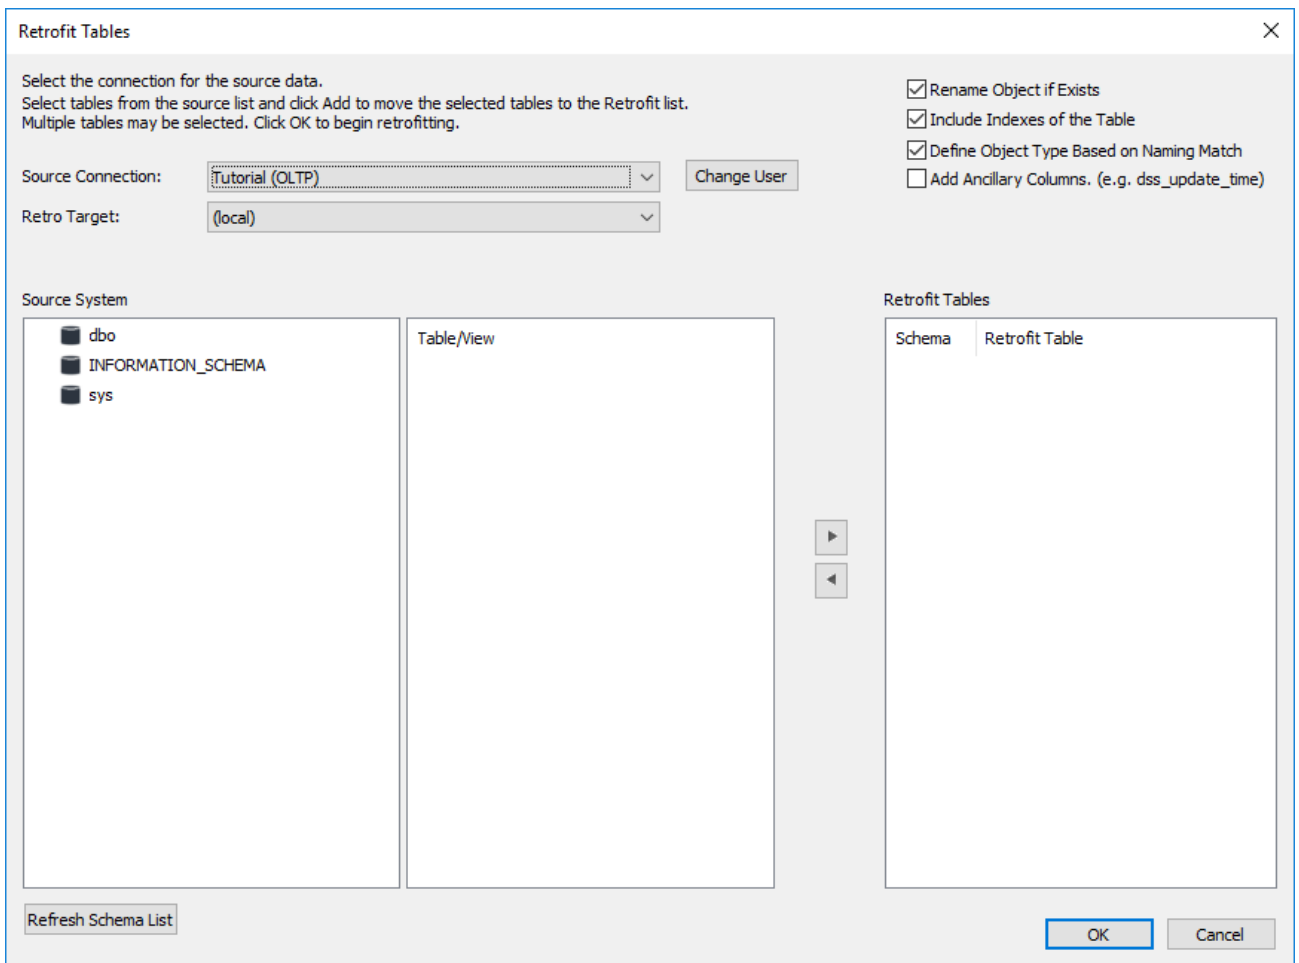 Retrofit Tables
Select the connection for the source data.
Select tables from the source list and click Add to move the selected tables to the Retrofit list.
Multiple tables may be selected. Click OK to begin retrofitting.
Rename Object if Exists
Include Indexes of the Table
Define Object Type Based on Naming Match
Add Ancillary Columns. (e.g. dss_update_time)
Source Connection:
Tutorial (OLTP)
Change User
Retro Target:
(local)
Source System
dbo
INFORMATION_SCHEMA
sys
Table/View
Retrofit Tables
Schema
Retrofit Table
Refresh Schema List
OK
Cancel